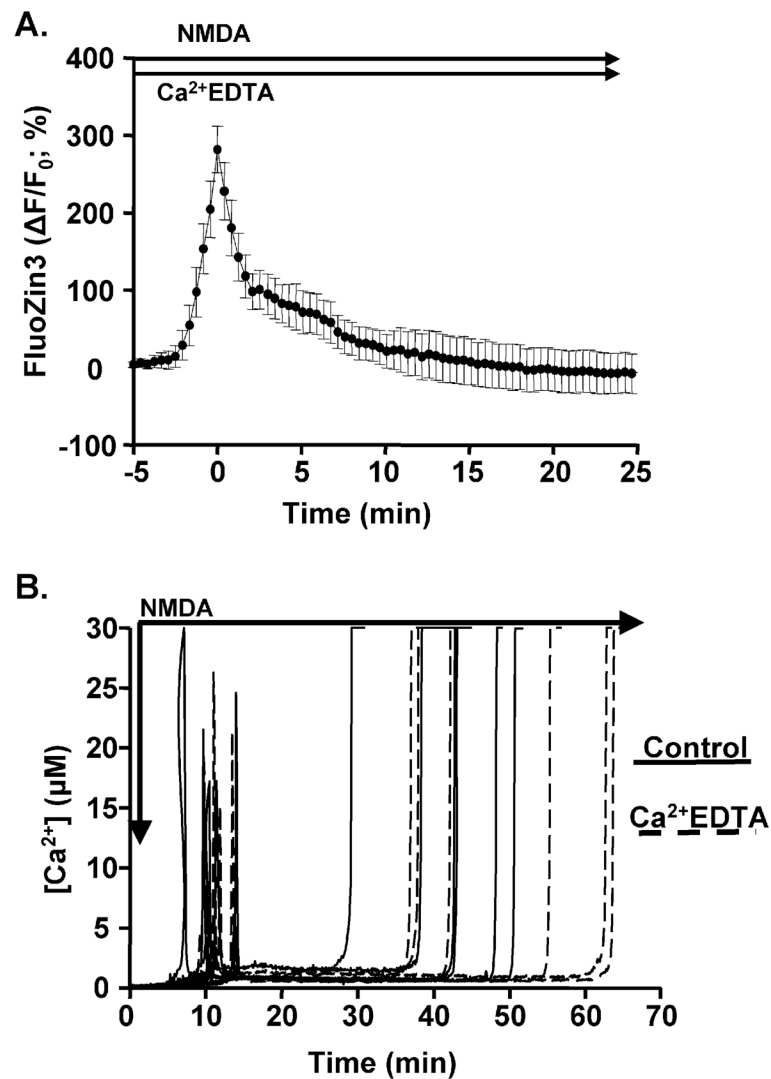 A.
NMDA
Ca²⁺EDTA
400
300
200
100
0
-100
FluoZin3 (ΔF/F₀; %)
-5 0 5 10 15 20 25
Time (min)
B.
NMDA
30
25
20
15
10
5
0
[Ca²⁺] (µM)
Control
Ca²⁺EDTA
0 10 20 30 40 50 60 70
Time (min)